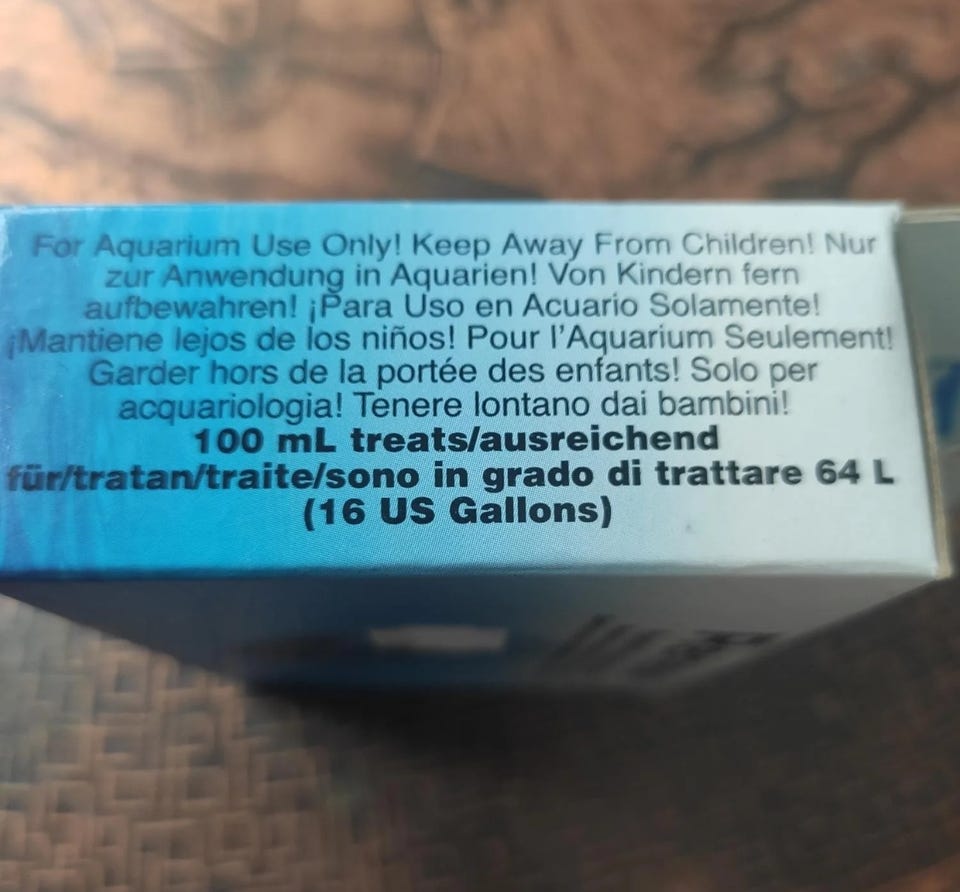 For Aquarium Use Only! Keep Away From Children! Nur
zur Anwendung in Aquarien! Von Kindern fern
aufbewahren! ¡Para Uso en Acuario Solamente!
¡Mantiene lejos de los niños! Pour l'Aquarium Seulement!
Garder hors de la portée des enfants! Solo per
acquariologia! Tenere lontano dai bambini!
100 mL treats/ausreichend
für/tratan/traite/sono in grado di trattare 64 L
(16 US Gallons)